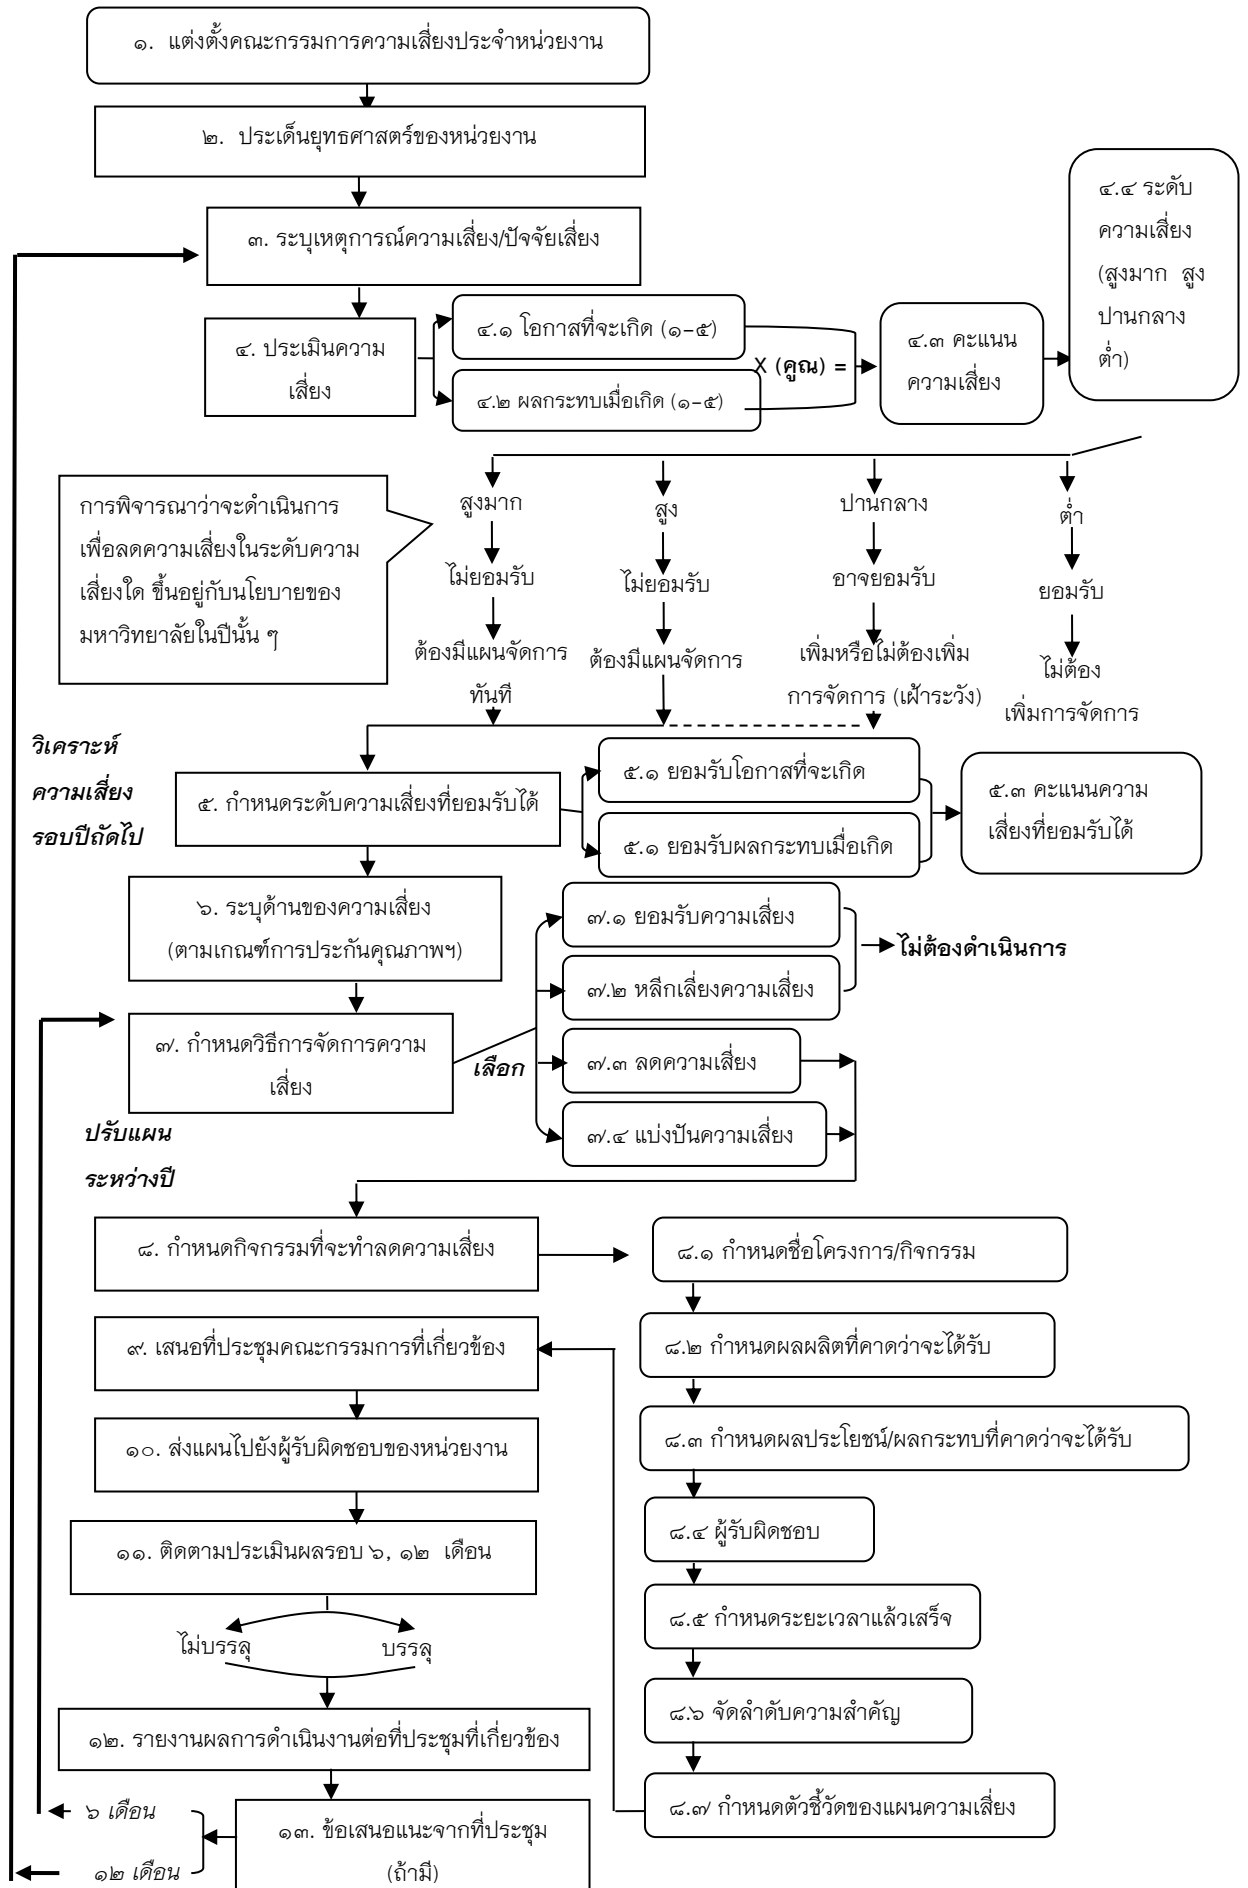 ๑. แต่งตั้งคณะกรรมการความเสี่ยงประจำหน่วยงาน
๒. ประเด็นยุทธศาสตร์ของหน่วยงาน
๓. ระบุเหตุการณ์ความเสี่ยง/ปัจจัยเสี่ยง
๔. ประเมินความ
เสี่ยง
๔.๑ โอกาสที่จะเกิด (๑-๕)
๔.๒ ผลกระทบเมื่อเกิด (๑-๕)
X (คูณ) =
๔.๓ คะแนน
ความเสี่ยง
๔.๔ ระดับ
ความเสี่ยง
(สูงมาก สูง
ปานกลาง
ต่ำ)
การพิจารณาว่าจะดำเนินการ
เพื่อลดความเสี่ยงในระดับความ
เสี่ยงใด ขึ้นอยู่กับนโยบายของ
มหาวิทยาลัยในปีนั้น ๆ
สูงมาก
ไม่ยอมรับ
ต้องมีแผนจัดการ
ทันที
สูง
ไม่ยอมรับ
ต้องมีแผนจัดการ
ปานกลาง
อาจยอมรับ
เพิ่มหรือไม่ต้องเพิ่ม
การจัดการ (เฝ้าระวัง)
ต่ำ
ยอมรับ
ไม่ต้อง
เพิ่มการจัดการ
วิเคราะห์
ความเสี่ยง
รอบปีถัดไป
๕. กำหนดระดับความเสี่ยงที่ยอมรับได้
๕.๑ ยอมรับโอกาสที่จะเกิด
๕.๑ ยอมรับผลกระทบเมื่อเกิด
๕.๓ คะแนนความ
เสี่ยงที่ยอมรับได้
๖. ระบุด้านของความเสี่ยง
(ตามเกณฑ์การประกันคุณภาพฯ)
๗. กำหนดวิธีการจัดการความ
เสี่ยง
เลือก
๗.๑ ยอมรับความเสี่ยง
๗.๒ หลีกเลี่ยงความเสี่ยง
ไม่ต้องดำเนินการ
๗.๓ ลดความเสี่ยง
๗.๔ แบ่งปันความเสี่ยง
ปรับแผน
ระหว่างปี
๘. กำหนดกิจกรรมที่จะทำลดความเสี่ยง
๘.๑ กำหนดชื่อโครงการ/กิจกรรม
๘.๒ กำหนดผลผลิตที่คาดว่าจะได้รับ
๘.๓ กำหนดผลประโยชน์/ผลกระทบที่คาดว่าจะได้รับ
๘.๔ ผู้รับผิดชอบ
๘.๕ กำหนดระยะเวลาแล้วเสร็จ
๘.๖ จัดลำดับความสำคัญ
๘.๗ กำหนดตัวชี้วัดของแผนความเสี่ยง
๙. เสนอที่ประชุมคณะกรรมการที่เกี่ยวข้อง
๑๐. ส่งแผนไปยังผู้รับผิดชอบของหน่วยงาน
๑๑. ติดตามประเมินผลรอบ ๖, ๑๒ เดือน
ไม่บรรลุ
บรรลุ
๑๒. รายงานผลการดำเนินงานต่อที่ประชุมที่เกี่ยวข้อง
๑๓. ข้อเสนอแนะจากที่ประชุม
(ถ้ามี)
๖ เดือน
๑๒ เดือน